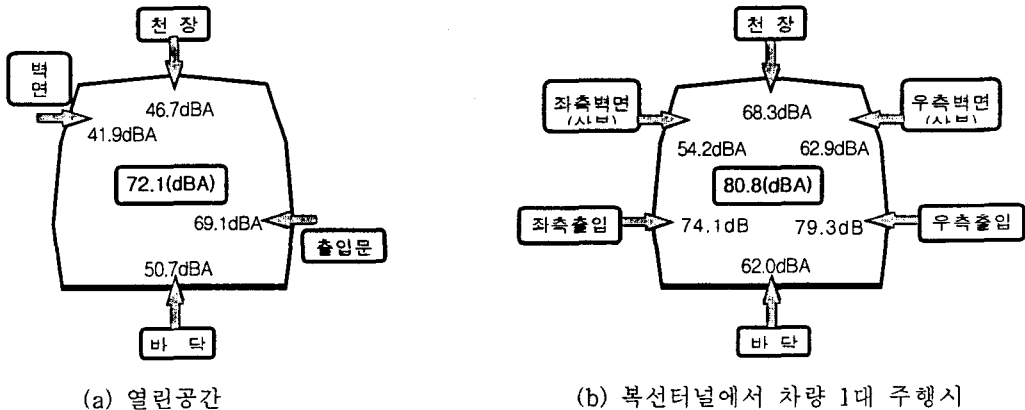 천 장
벽
면
46.7dBA
41.9dBA
72.1(dBA)
69.1dBA
출입문
50.7dBA
바 닥
(a) 열린공간
천 장
좌측벽면
우측벽면
68.3dBA
54.2dBA
62.9dBA
80.8(dBA)
좌측출입
74.1dB
79.3dB
우측출입
62.0dBA
바 닥
(b) 복선터널에서 차량 1대 주행시